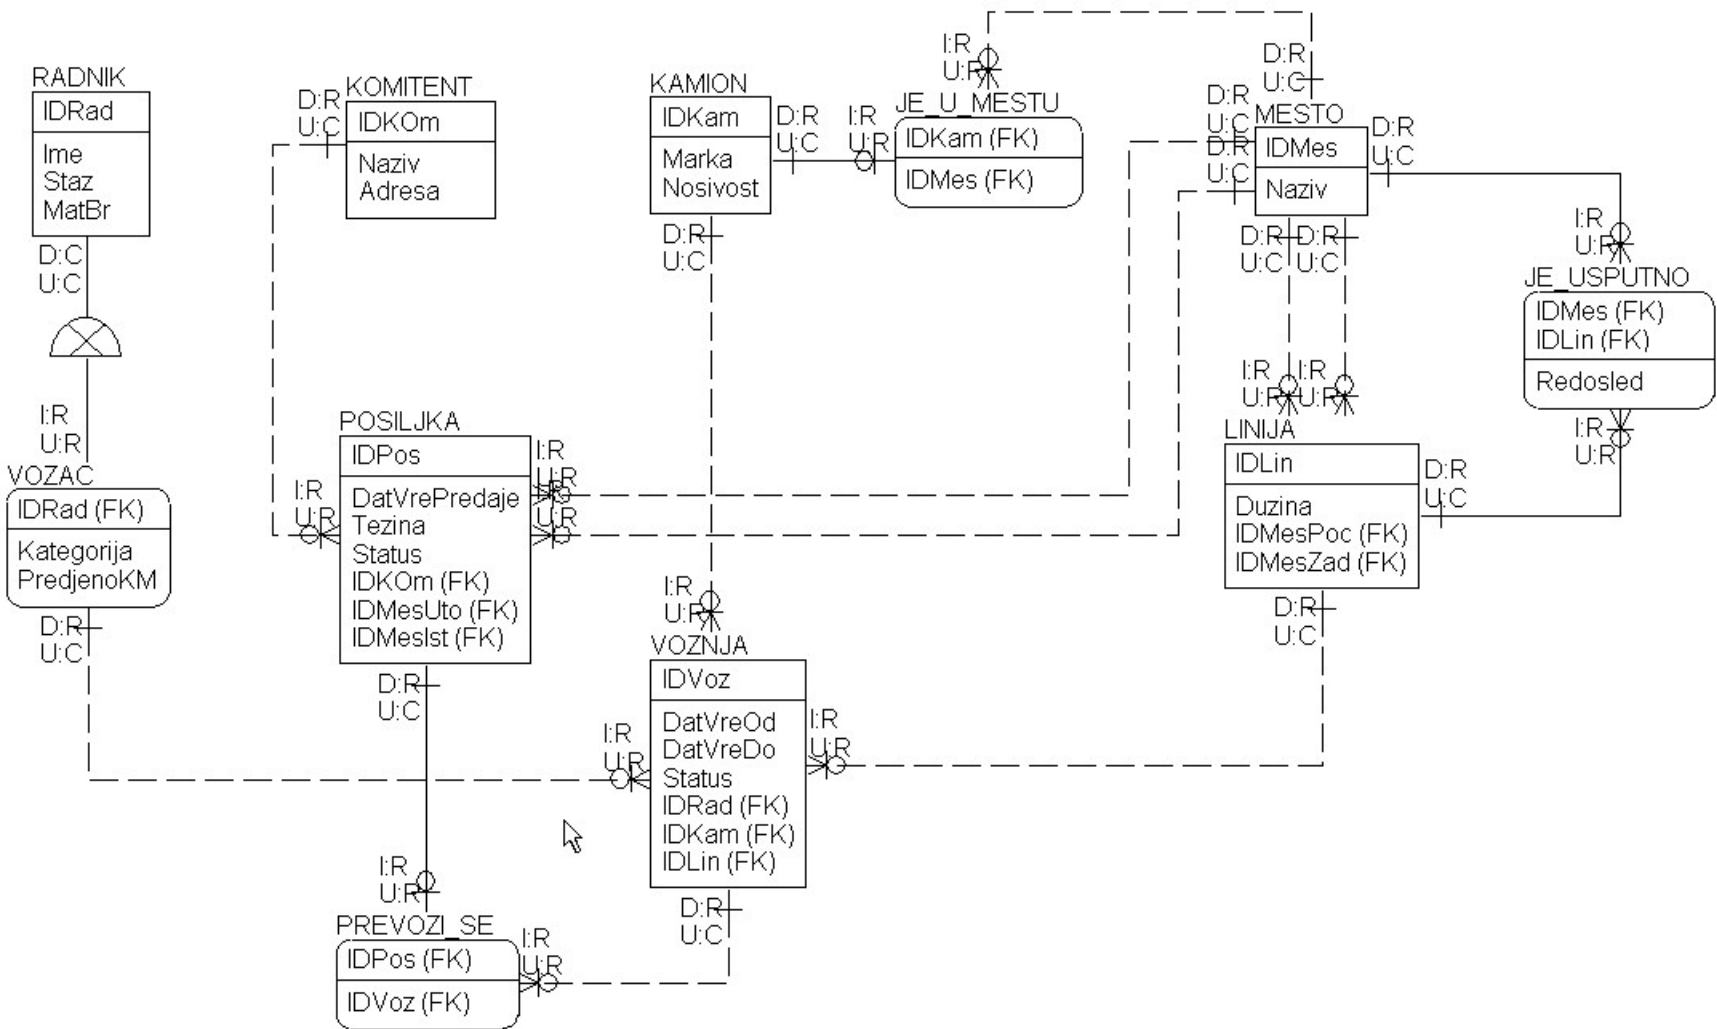 RADNIK
IDRad
Ime
Staz
MatBr
D:C
U:C
I:R
U:R
VOZAC
IDRad (FK)
Kategorija
PredjenoKM
D:R
U:C
KOMITENT
D:R
U:C
IDKOm
Naziv
Adresa
KAMION
IDKam
Marka
Nosivost
D:R
U:C
D:R
U:C
I:R
U:R
JE_U_MESTU
IDKam (FK)
IDMes (FK)
I:R
U:R
D:R
U:C
MESTO
IDMes
Naziv
D:R
U:C
D:R
U:C
D:R
U:C
D:R
U:C
D:R
U:C
I:R
U:R
JE_USPUTNO
IDMes (FK)
IDLin (FK)
Redosled
I:R
U:R
I:R
U:R
I:R
U:R
LINIJA
IDLin
Duzina
IDMesPoc (FK)
IDMesZad (FK)
D:R
U:C
D:R
U:C
POSILJKA
IDPos
DatVrePredaje
Tezina
Status
IDKOm (FK)
IDMesUto (FK)
IDMesIst (FK)
I:R
U:R
I:R
U:R
U:R
D:R
U:C
I:R
U:R
VOZNJA
IDVoz
DatVreOd
DatVreDo
Status
IDRad (FK)
IDKam (FK)
IDLin (FK)
I:R
U:R
I:R
U:R
D:R
U:C
I:R
U:R
PREVOZI_SE
IDPos (FK)
IDVoz (FK)
I:R
U:R